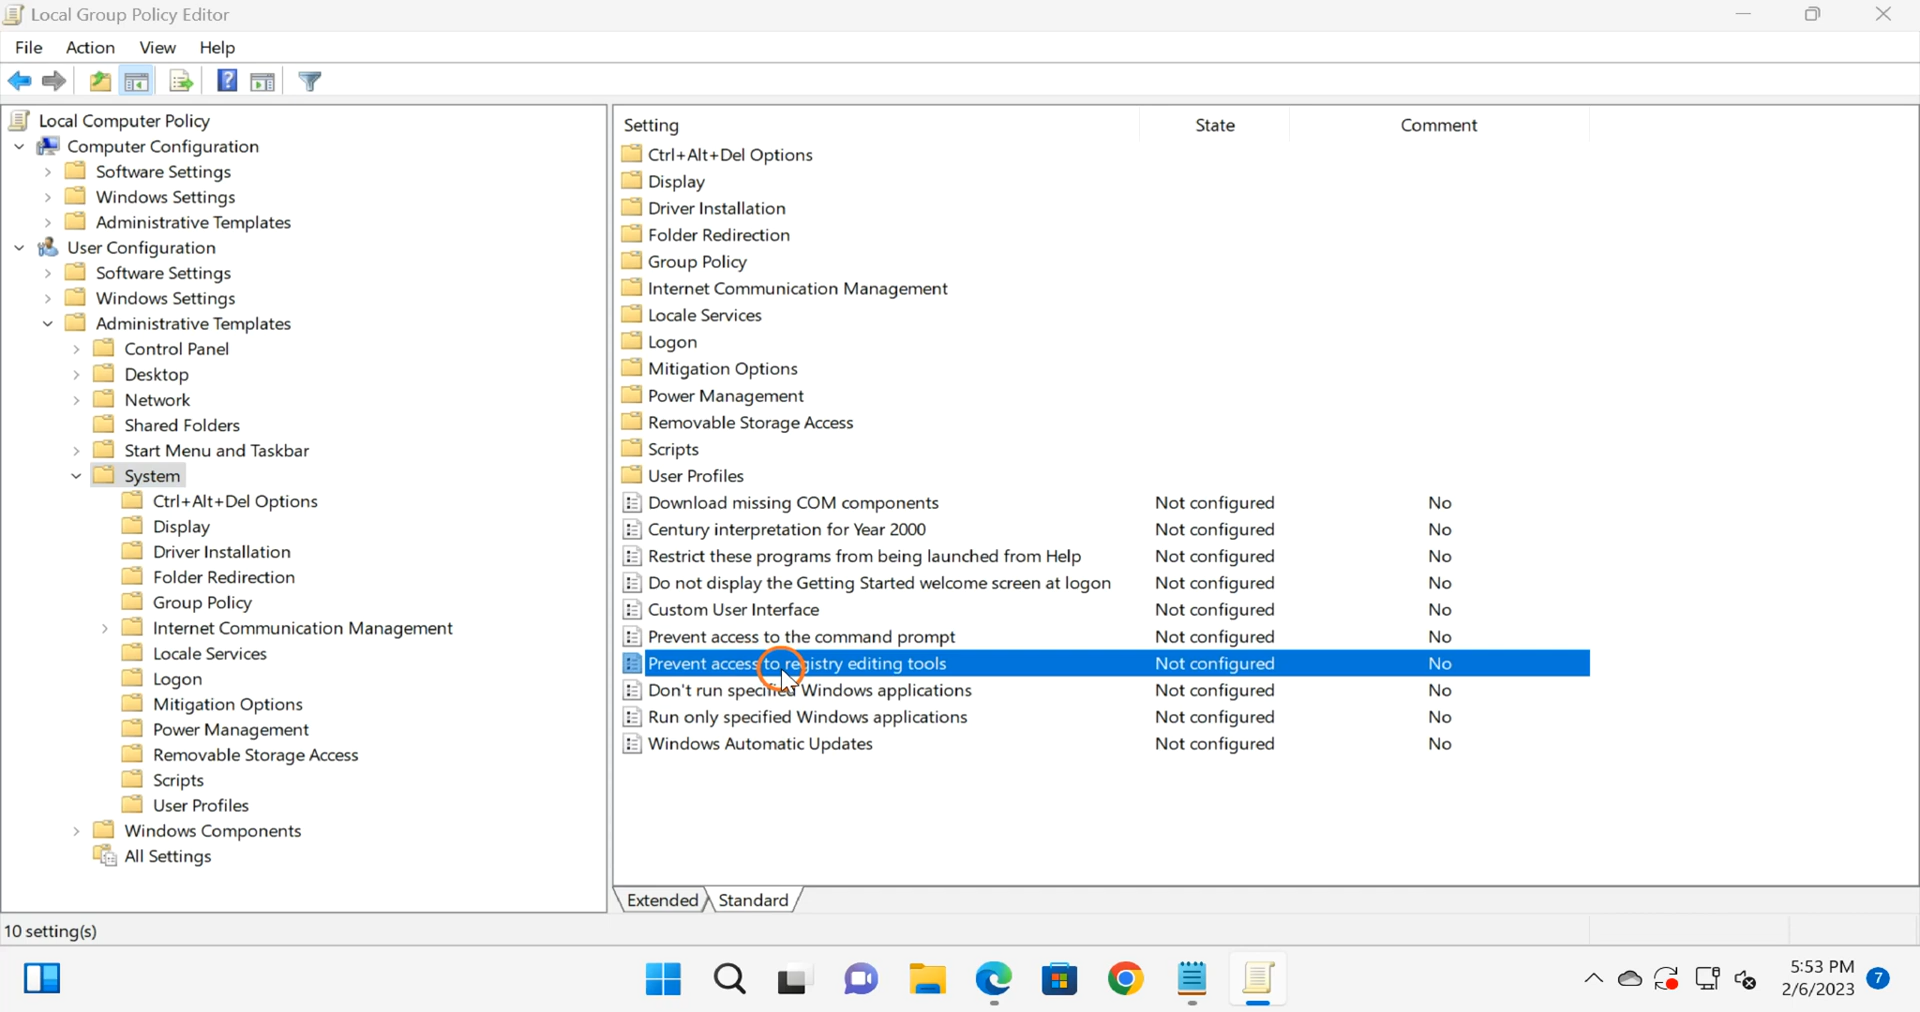 Local Group Policy Editor
File Action View Help
Local Computer Policy
Computer Configuration
Software Settings
Windows Settings
Administrative Templates
User Configuration
Software Settings
Windows Settings
Administrative Templates
Control Panel
Desktop
Network
Shared Folders
Start Menu and Taskbar
System
Ctrl+Alt+Del Options
Display
Driver Installation
Folder Redirection
Group Policy
Internet Communication Management
Locale Services
Logon
Mitigation Options
Power Management
Removable Storage Access
Scripts
User Profiles
Windows Components
All Settings
Setting State Comment
Ctrl+Alt+Del Options
Display
Driver Installation
Folder Redirection
Group Policy
Internet Communication Management
Locale Services
Logon
Mitigation Options
Power Management
Removable Storage Access
Scripts
User Profiles
Download missing COM components Not configured No
Century interpretation for Year 2000 Not configured No
Restrict these programs from being launched from Help Not configured No
Do not display the Getting Started welcome screen at logon Not configured No
Custom User Interface Not configured No
Prevent access to the command prompt Not configured No
Prevent access to registry editing tools Not configured No
Don't run specified Windows applications Not configured No
Run only specified Windows applications Not configured No
Windows Automatic Updates Not configured No
Extended Standard
10 setting(s)
5:53 PM
2/6/2023
7